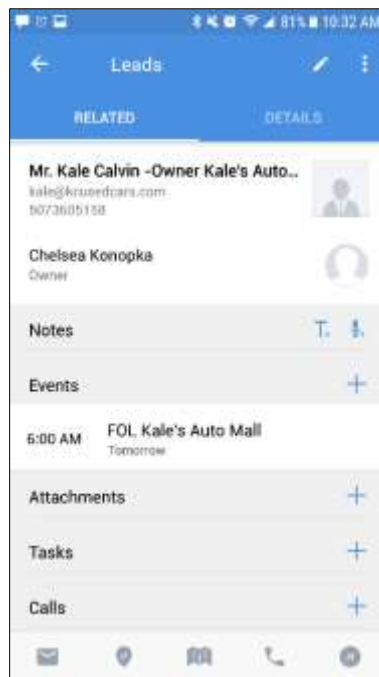 81% 10:32 AM
Leads
RELATED DETAILS
Mr. Kale Calvin -Owner Kale's Auto...
Chelsea Konopka
Owner
Notes
Events
6:00 AM FOL Kale's Auto Mall
Tomorrow
Attachments
Tasks
Calls